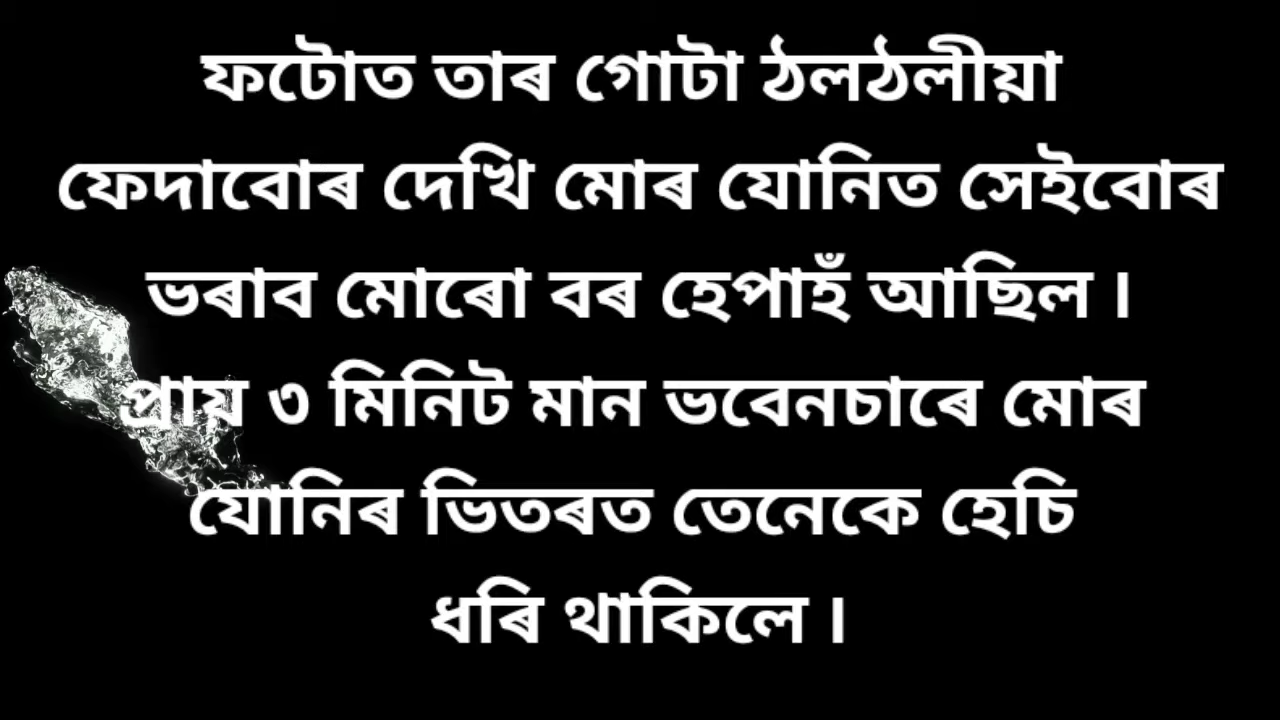 ফটোত তাৰ গোটা ঠলঠলীয়া
ফেদাবোৰ দেখি মোৰ যোনিত সেইবোৰ
ভৰাব মোৰো বৰ হেপাহঁ আছিল ।
প্ৰায় ৩ মিনিট মান ভবেনচাৰে মোৰ
যোনিৰ ভিতৰত তেনেকে হেচি
ধৰি থাকিলে ।